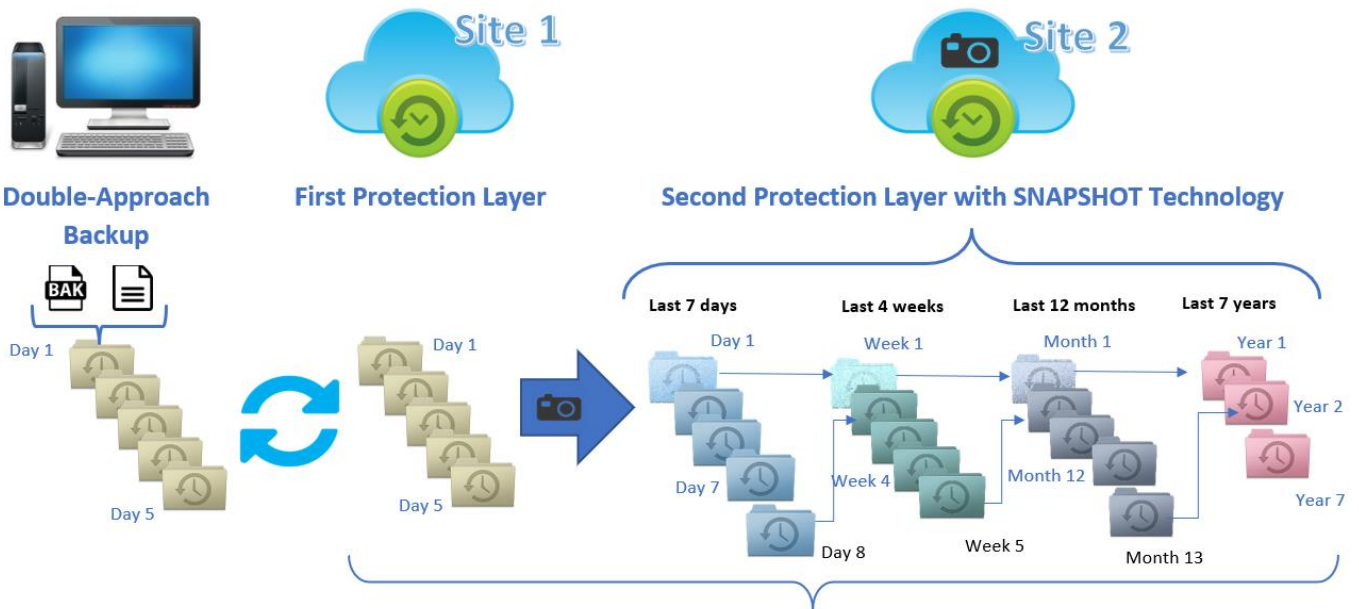 Site 1
Site 2
Double-Approach
Backup
First Protection Layer
Second Protection Layer with SNAPSHOT Technology
BAK
Last 7 days
Last 4 weeks
Last 12 months
Last 7 years
Day 1
Day 1
Day 1
Week 1
Month 1
Year 1
Year 2
Day 7
Week 4
Month 12
Year 7
Day 5
Day 5
Day 8
Week 5
Month 13